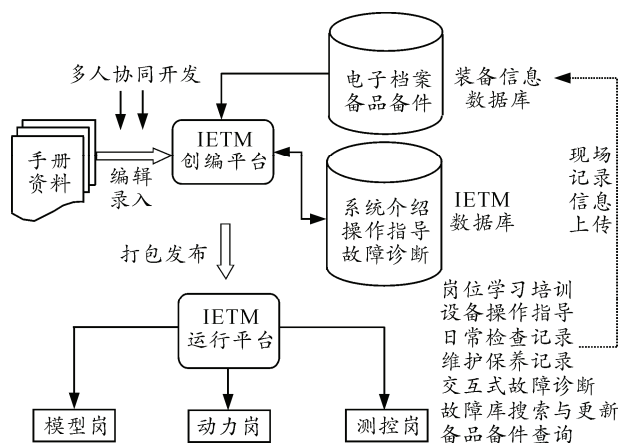 多人协同开发
手册
资料
编辑
录入
IETM
创编平台
电子档案
备品备件
装备信息
数据库
系统介绍
操作指导
故障诊断
IETM
数据库
现场
记录
信息
上传
打包发布
IETM
运行平台
模型岗
动力岗
测控岗
岗位学习培训
设备操作指导
日常检查记录
维护保养记录
交互式故障诊断
故障库搜索与更新
备品备件查询